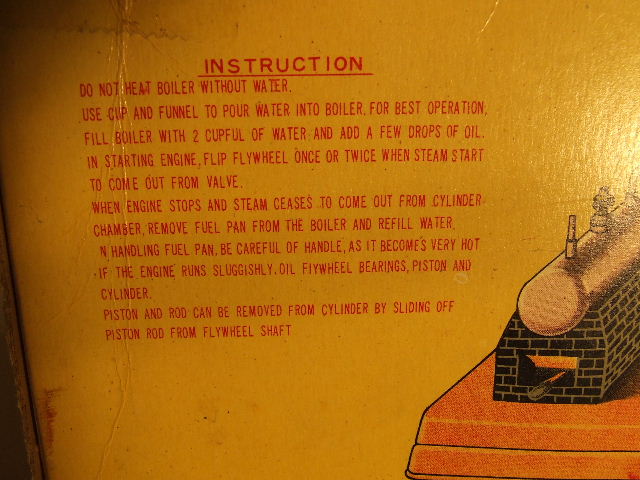 INSTRUCTION
DO NOT HEAT BOILER WITHOUT WATER.
USE CUP AND FUNNEL TO POUR WATER INTO BOILER. FOR BEST OPERATION,
FILL BOILER WITH 2 CUPFUL OF WATER AND ADD A FEW DROPS OF OIL.
IN STARTING ENGINE, FLIP FLYWHEEL ONCE OR TWICE WHEN STEAM START
TO COME OUT FROM VALVE.
WHEN ENGINE STOPS AND STEAM CEASES TO COME OUT FROM CYLINDER
CHAMBER, REMOVE FUEL PAN FROM THE BOILER AND REFILL WATER.
N HANDLING FUEL PAN, BE CAREFUL OF HANDLE, AS IT BECOME'S VERY HOT
IF THE ENGINE RUNS SLUGGISHLY. OIL FIYWHEEL BEARINGS, PISTON AND
CYLINDER.
PISTON AND ROD CAN BE REMOVED FROM CYLINDER BY SLIDING OFF
PISTON ROD FROM FLYWHEEL SHAFT